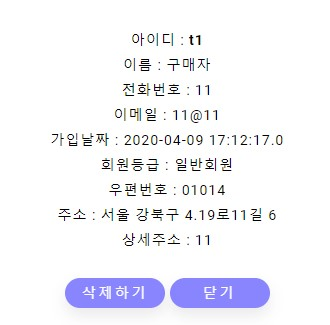 아이디 : t1
이름 : 구매자
전화번호 : 11
이메일 : 11@11
가입날짜 : 2020-04-09 17:12:17.0
회원등급 : 일반회원
우편번호 : 01014
주소 : 서울 강북구 4.19로11길 6
상세주소 : 11
삭제하기 닫기